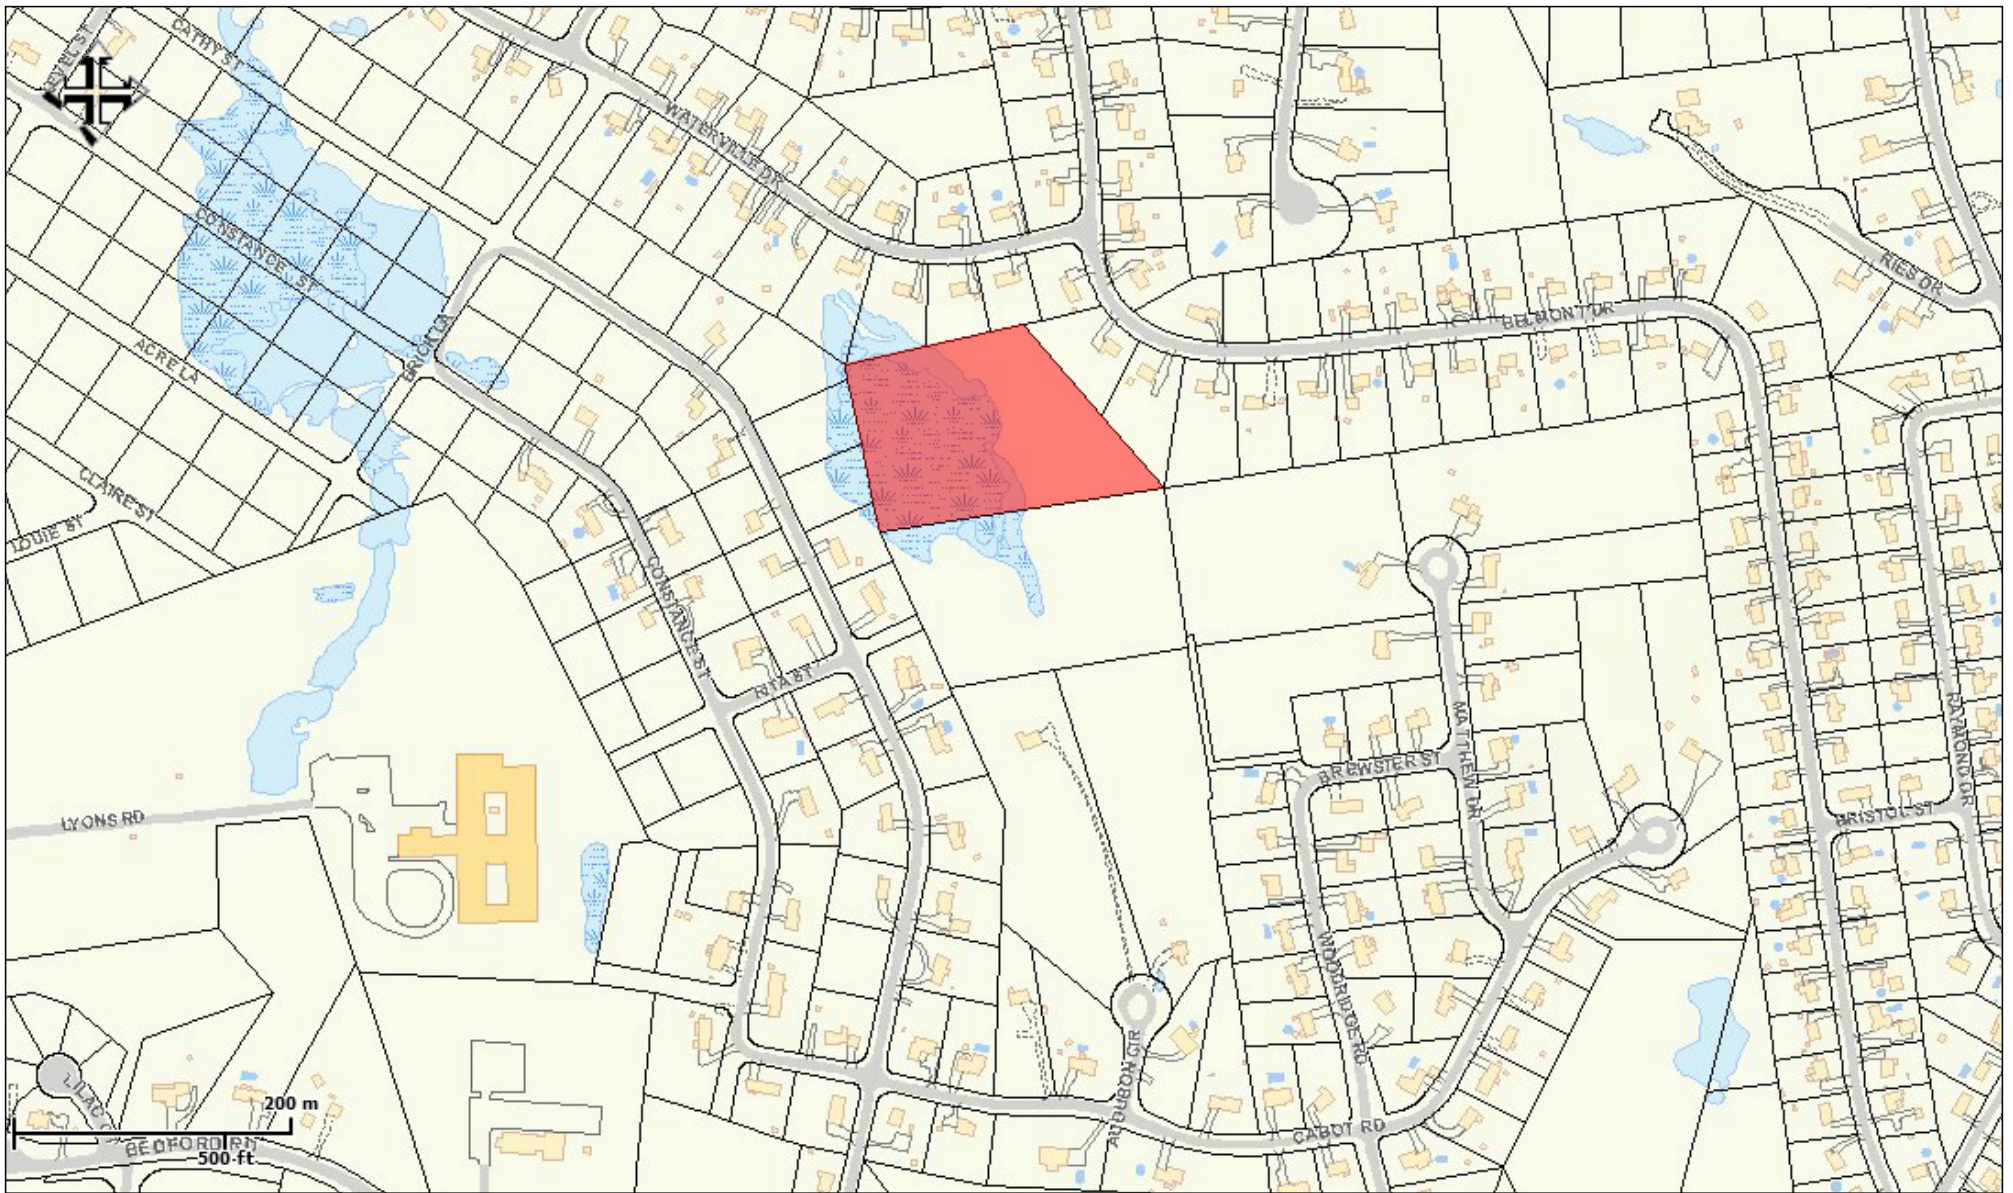 CATHY ST
WATERVILLE DR
CONSTANCE ST
RIES DR
BELMONT DR
BRICK LA
ACRE LA
CLAIRE ST
LOUIE ST
CONSTANCE ST
RITA ST
MATTHEW DR
RAYMOND DR
BREWSTER ST
BRISTOL ST
LYONS RD
WOODRIDGE RD
AUDUBON CIR
CABOT RD
LILAC C
BEDFORD RD
200 m
500 ft